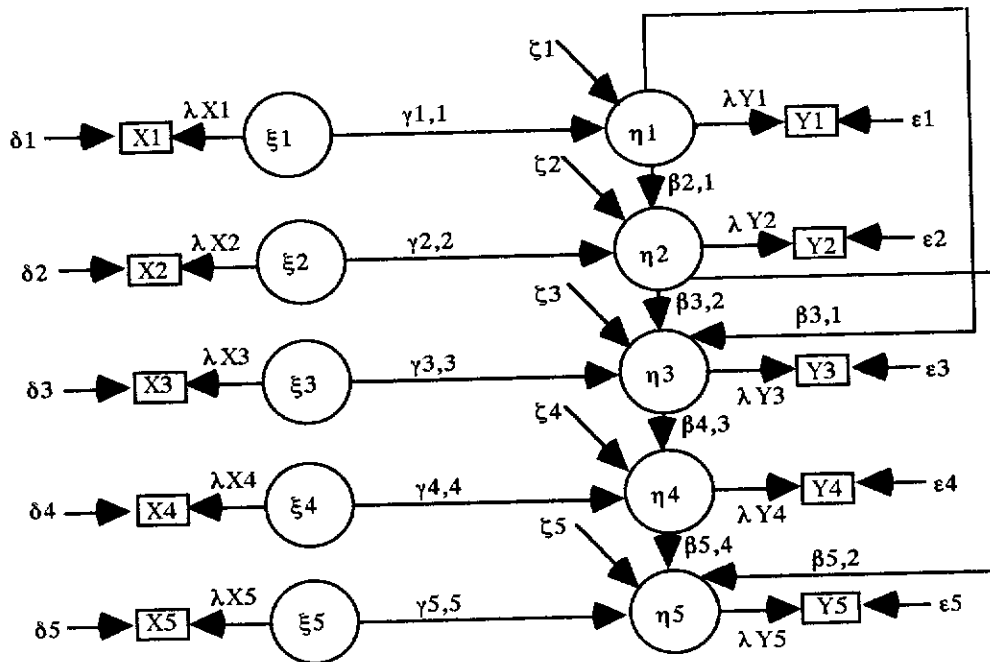 ζ1
δ1 X1 λX1 ξ1 γ1,1 η1 λY1 Y1 ε1
ζ2 β2,1
δ2 X2 λX2 ξ2 γ2,2 η2 λY2 Y2 ε2
ζ3 β3,2 β3,1
δ3 X3 λX3 ξ3 γ3,3 η3 λY3 Y3 ε3
ζ4 β4,3
δ4 X4 λX4 ξ4 γ4,4 η4 λY4 Y4 ε4
ζ5 β5,4 β5,2
δ5 X5 λX5 ξ5 γ5,5 η5 λY5 Y5 ε5